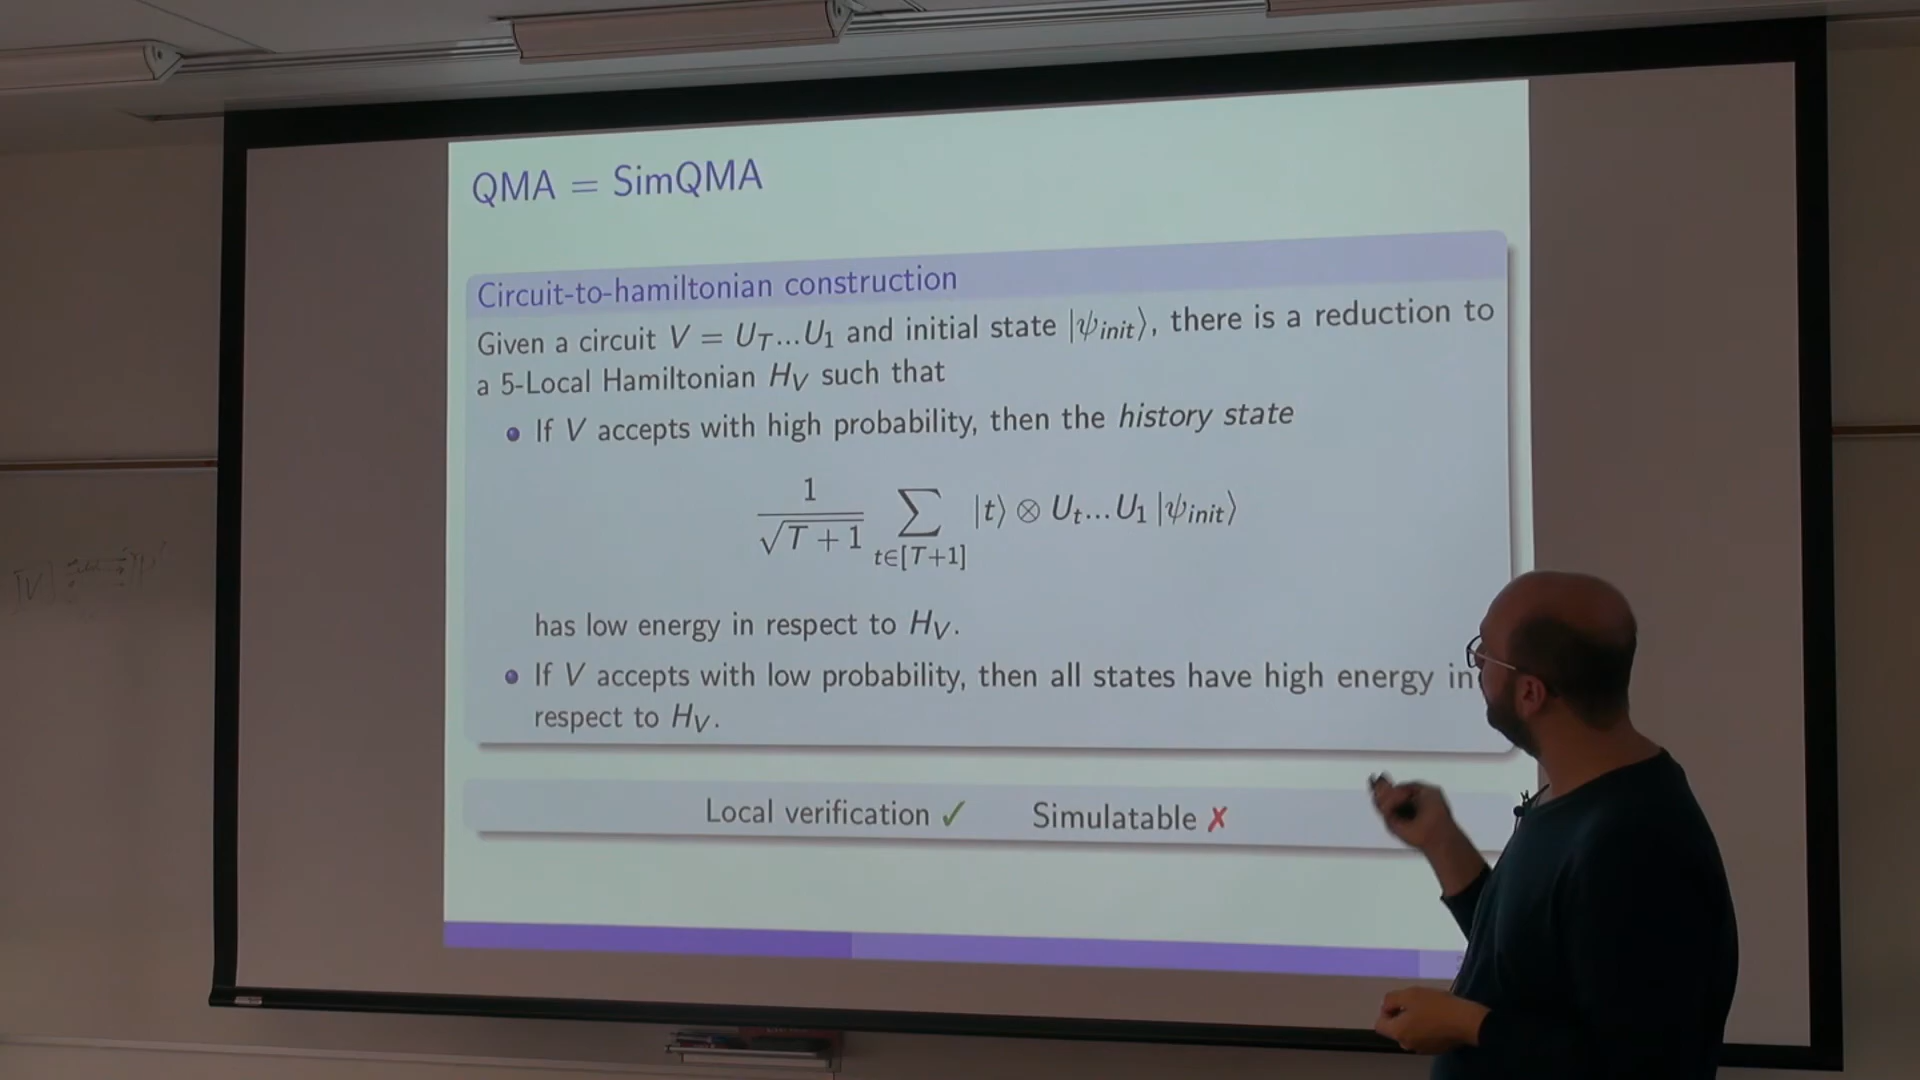 QMA = SimQMA
Circuit-to-hamiltonian construction
Given a circuit V = U_T...U_1 and initial state |ψ_init⟩, there is a reduction to
a 5-Local Hamiltonian H_V such that
• If V accepts with high probability, then the history state
1/√(T+1) ∑_{t∈[T+1]} |t⟩ ⊗ U_t...U_1 |ψ_init⟩
has low energy in respect to H_V.
• If V accepts with low probability, then all states have high energy in
respect to H_V.
Local verification ✓ Simulatable ✗